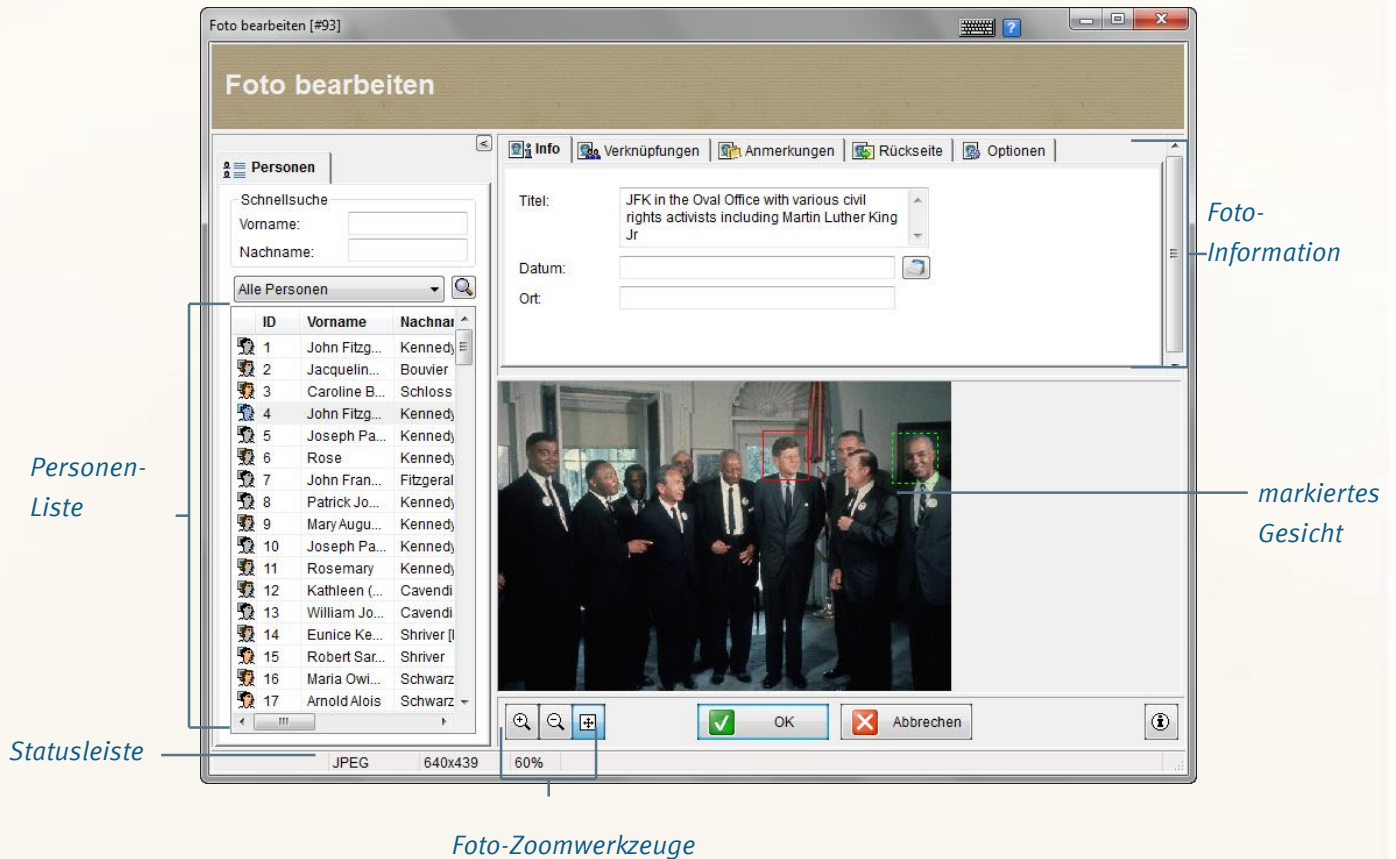 Foto bearbeiten [#93]
Foto bearbeiten
Personen
Schnellsuche
Vorname:
Nachname:
Alle Personen
ID Vorname Nachnar
1 John Fitzg... Kennedy
2 Jacquelin... Bouvier
3 Caroline B... Schloss
4 John Fitzg... Kennedy
5 Joseph Pa... Kennedy
6 Rose Kennedy
7 John Fran... Fitzgeral
8 Patrick Jo... Kennedy
9 Mary Augu... Kennedy
10 Joseph Pa... Kennedy
11 Rosemary Kennedy
12 Kathleen (... Cavendi
13 William Jo... Cavendi
14 Eunice Ke... Shriver [
15 Robert Sar... Shriver
16 Maria Owi... Schwarz
17 Arnold Alois Schwarz
Info Verknüpfungen Anmerkungen Rückseite Optionen
Titel: JFK in the Oval Office with various civil
rights activists including Martin Luther King
Jr
Datum:
Ort:
OK Abbrechen
JPEG 640x439 60%
Foto-
Information
Personen-
Liste
markiertes
Gesicht
Statusleiste
Foto-Zoomwerkzeuge